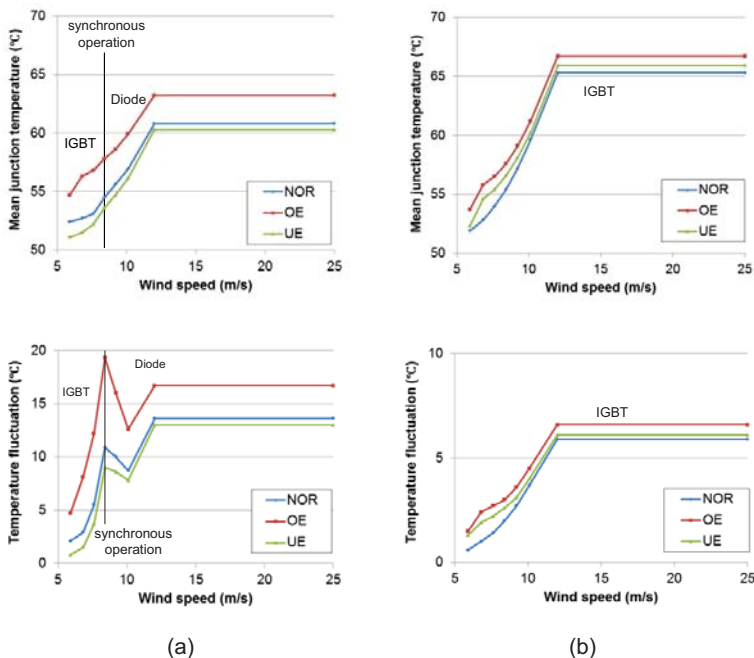 synchronous
operation
Mean junction temperature (℃)
70
65
60
55
50
Diode
IGBT
NOR
OE
UE
5
10
15
20
25
Wind speed (m/s)
Mean junction temperature (℃)
70
65
60
55
50
IGBT
NOR
OE
UE
5
10
15
20
25
Wind speed (m/s)
Temperature fluctuation (℃)
20
15
10
5
0
IGBT
Diode
synchronous
operation
NOR
OE
UE
5
10
15
20
25
Wind speed (m/s)
Temperature fluctuation (℃)
10
5
0
IGBT
NOR
OE
UE
5
10
15
20
25
Wind speed (m/s)
(a)
(b)